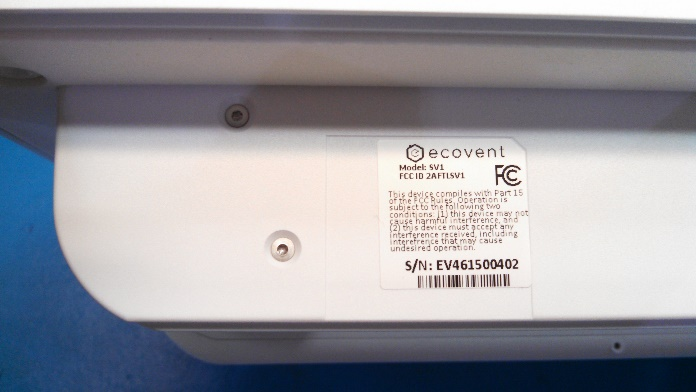 ecovent
Model: SV1
FCC ID 2AFTLSV1
FCC
This device complies with Part 15
of the FCC Rules. Operation is
subject to the following two
conditions: (1) this device may not
cause harmful interference, and
(2) this device must accept any
interference received, including
interefrence that may cause
undesired operation.
S/N: EV461500402